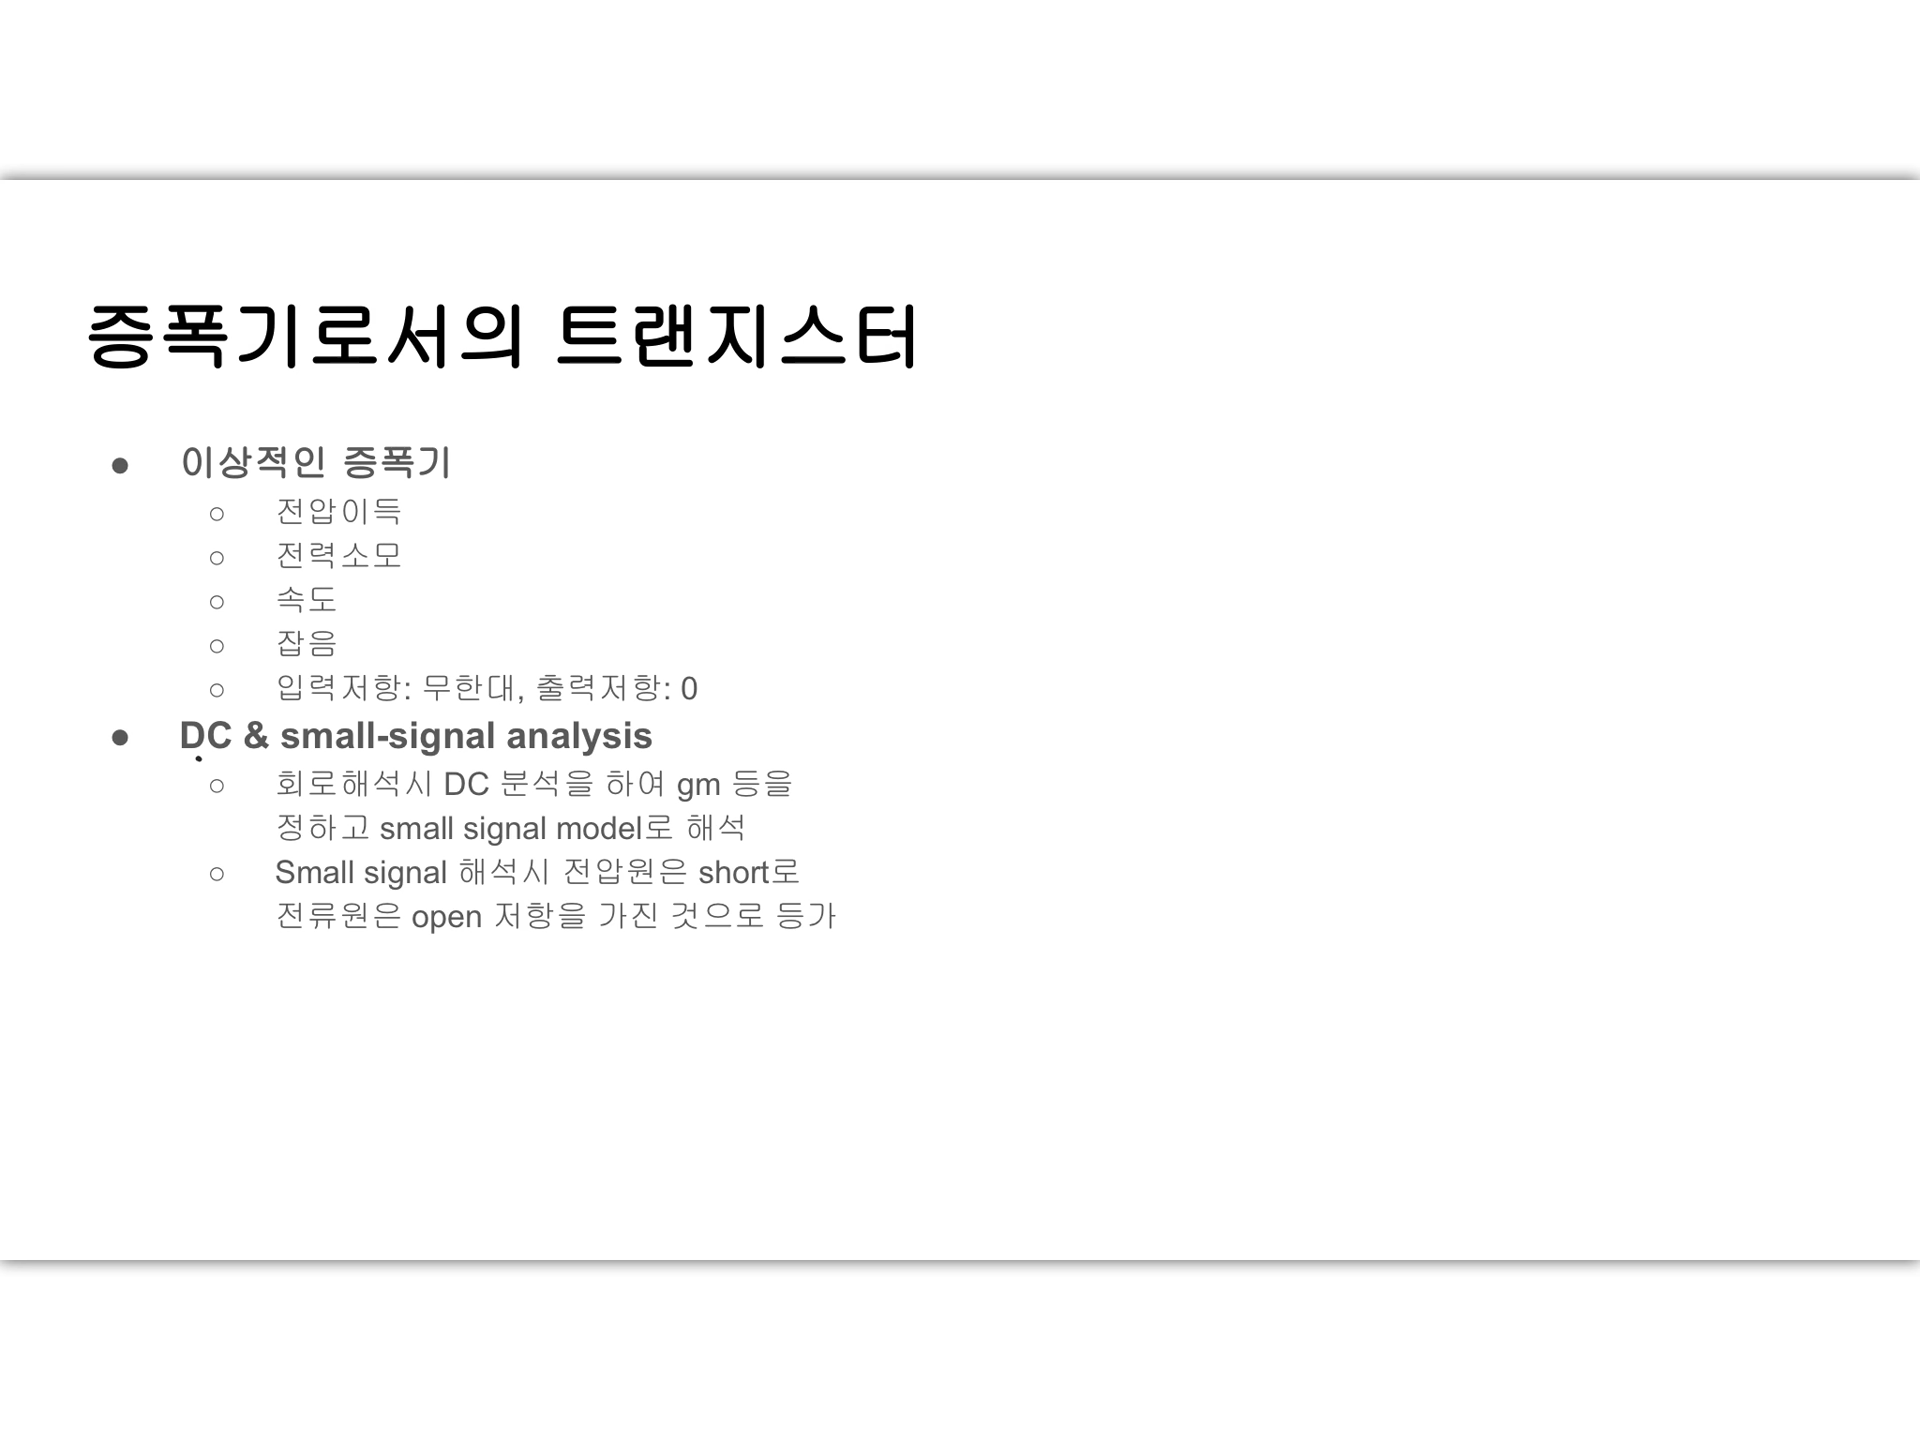 증폭기로서의 트랜지스터
● 이상적인 증폭기
○ 전압이득
○ 전력소모
○ 속도
○ 잡음
○ 입력저항: 무한대, 출력저항: 0
● DC & small-signal analysis
○ 회로해석시 DC 분석을 하여 gm 등을
정하고 small signal model로 해석
○ Small signal 해석시 전압원은 short로
전류원은 open 저항을 가진 것으로 등가